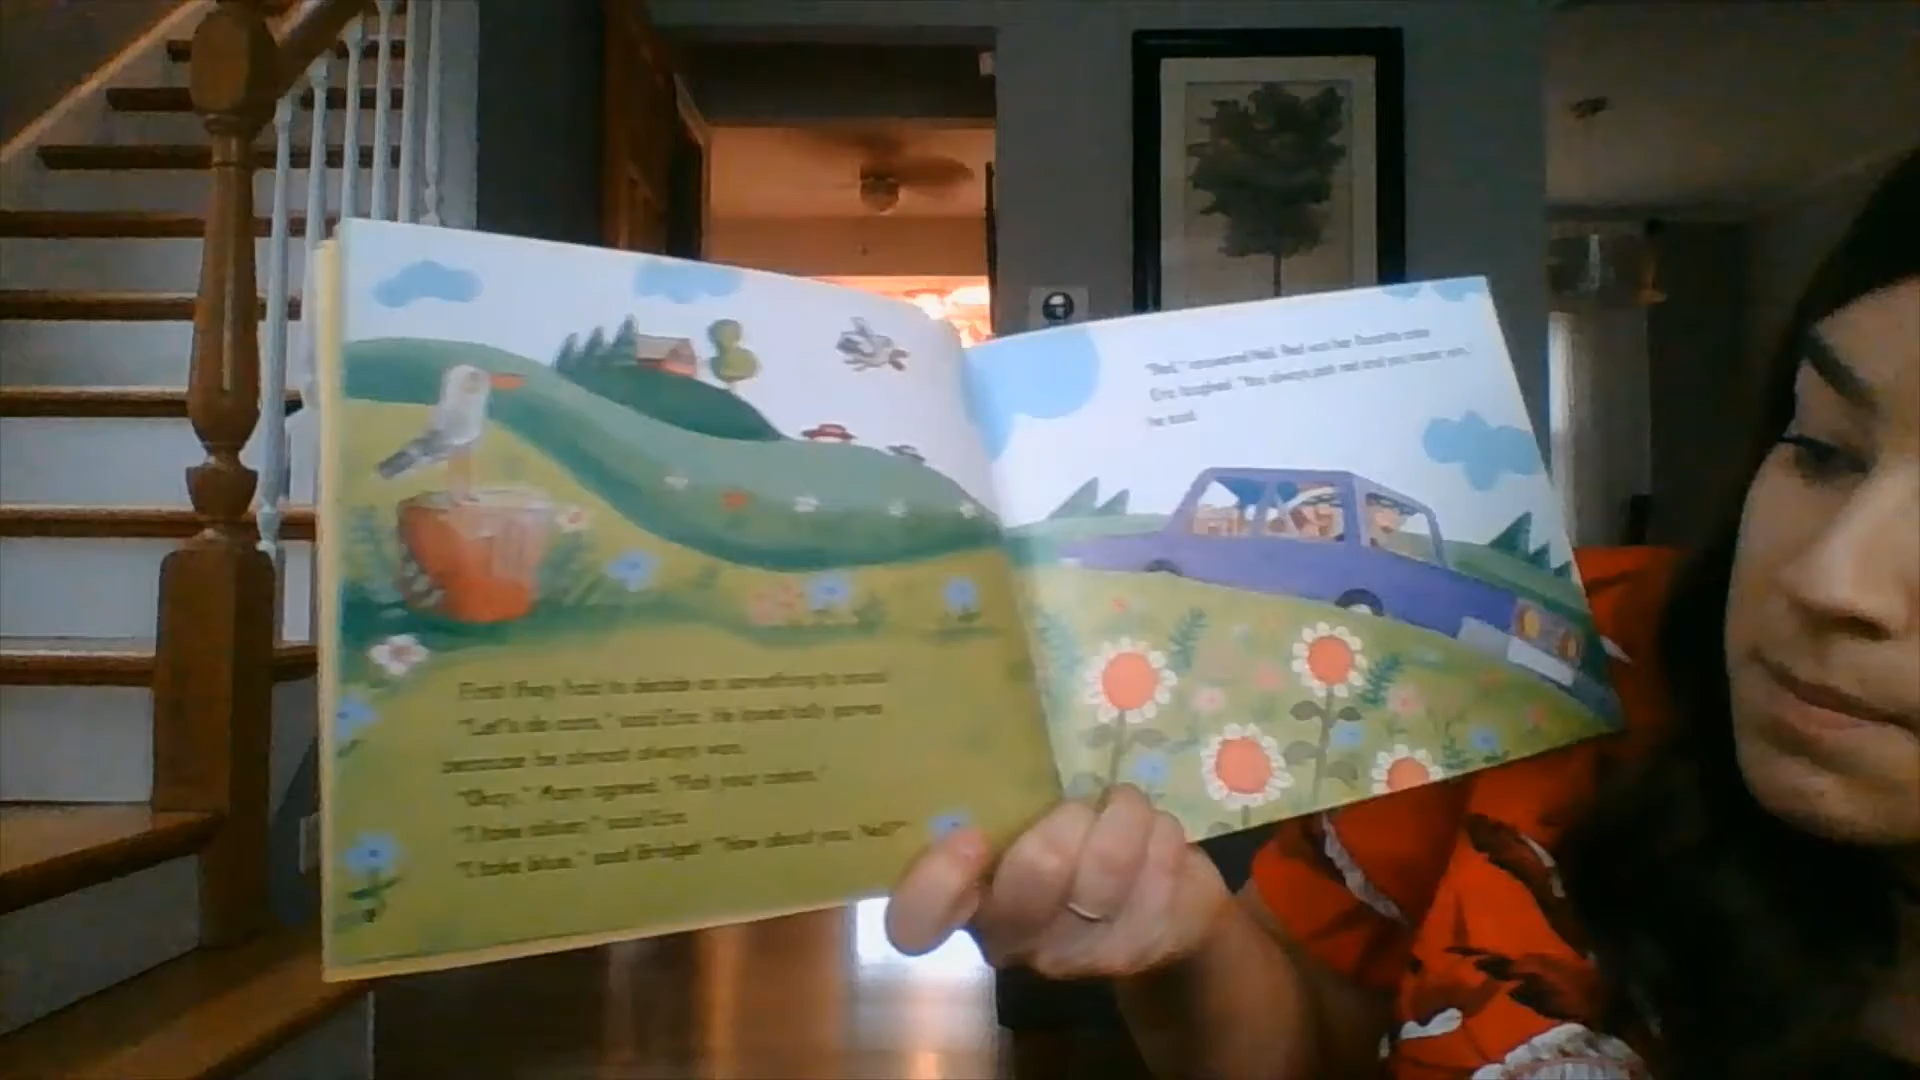 First they had to decide on something to count.
"Let's do cars," said Eric. He loved tally games
because he almost always won.
"Okay," Mom agreed. "Pick your colors."
"I take silver," said Eric.
"I take blue," said Bridget. "How about you, Nell?"
"Red," answered Nell. Red was her favorite color.
Eric laughed. "You always pick red and you never win,"
he said.